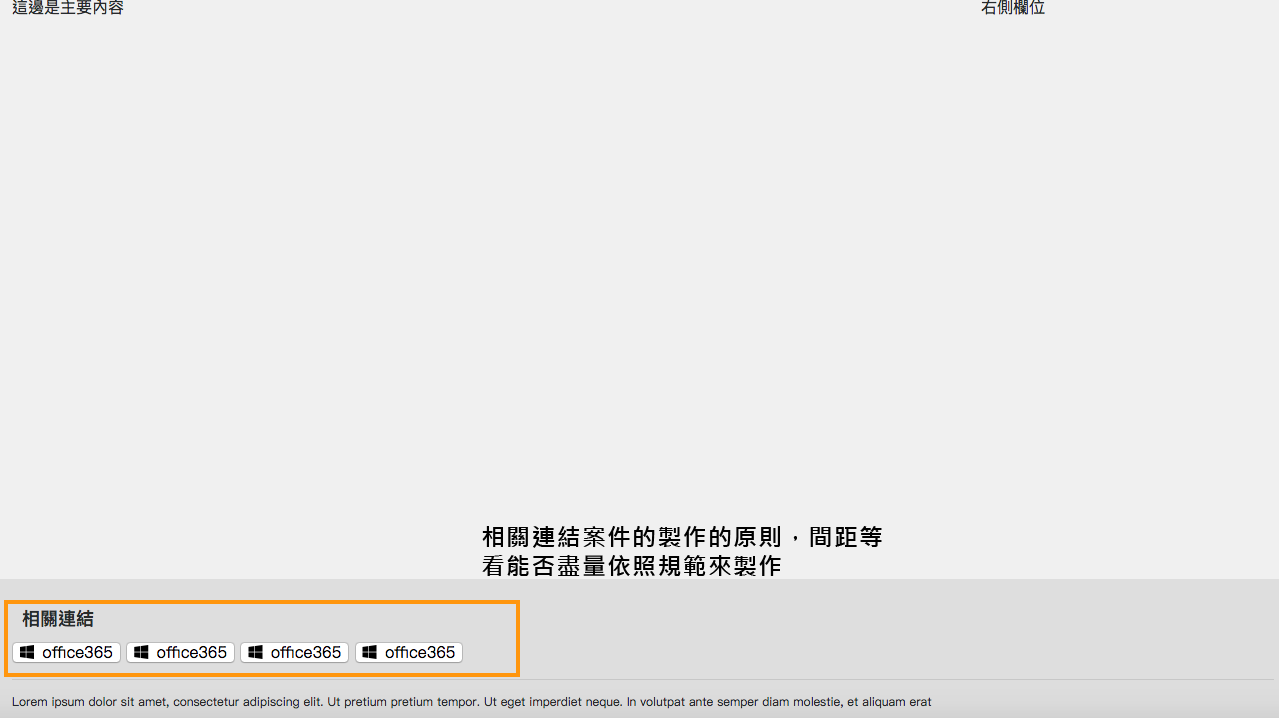 這邊是主要內容
右側欄位
相關連結案件的製作的原則，間距等
看能否盡量依照規範來製作
相關連結
office365 office365 office365 office365
Lorem ipsum dolor sit amet, consectetur adipiscing elit. Ut pretium pretium tempor. Ut eget imperdiet neque. In volutpat ante semper diam molestie, et aliquam erat